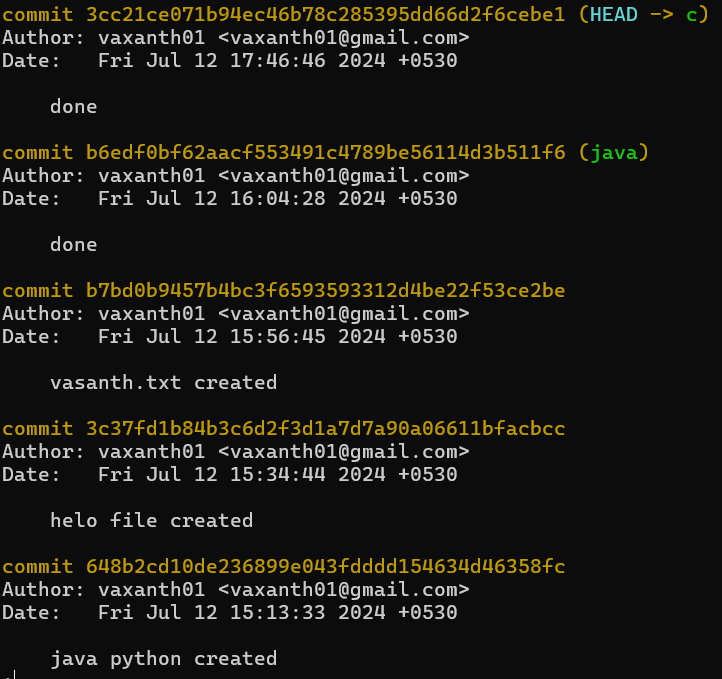 commit 3cc21ce071b94ec46b78c285395dd66d2f6cebe1 (HEAD -> c)
Author: vaxanth01 <vaxanth01@gmail.com>
Date:   Fri Jul 12 17:46:46 2024 +0530
done
commit b6edf0bf62aacf553491c4789be56114d3b511f6 (java)
Author: vaxanth01 <vaxanth01@gmail.com>
Date:   Fri Jul 12 16:04:28 2024 +0530
done
commit b7bd0b9457b4bc3f6593593312d4be22f53ce2be
Author: vaxanth01 <vaxanth01@gmail.com>
Date:   Fri Jul 12 15:56:45 2024 +0530
vasanth.txt created
commit 3c37fd1b84b3c6d2f3d1a7d7a90a06611bfacbcc
Author: vaxanth01 <vaxanth01@gmail.com>
Date:   Fri Jul 12 15:34:44 2024 +0530
helo file created
commit 648b2cd10de236899e043fdddd154634d46358fc
Author: vaxanth01 <vaxanth01@gmail.com>
Date:   Fri Jul 12 15:13:33 2024 +0530
java python created